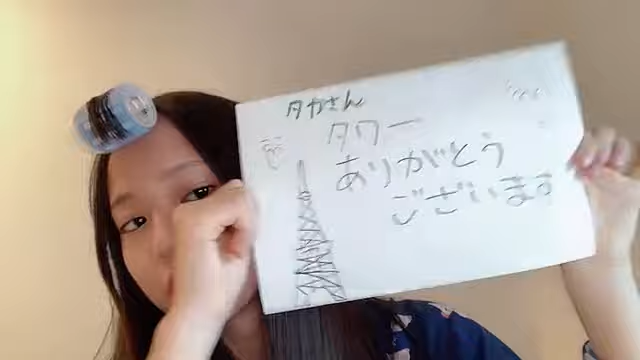 タカさん
タワー
ありがとう
ございます